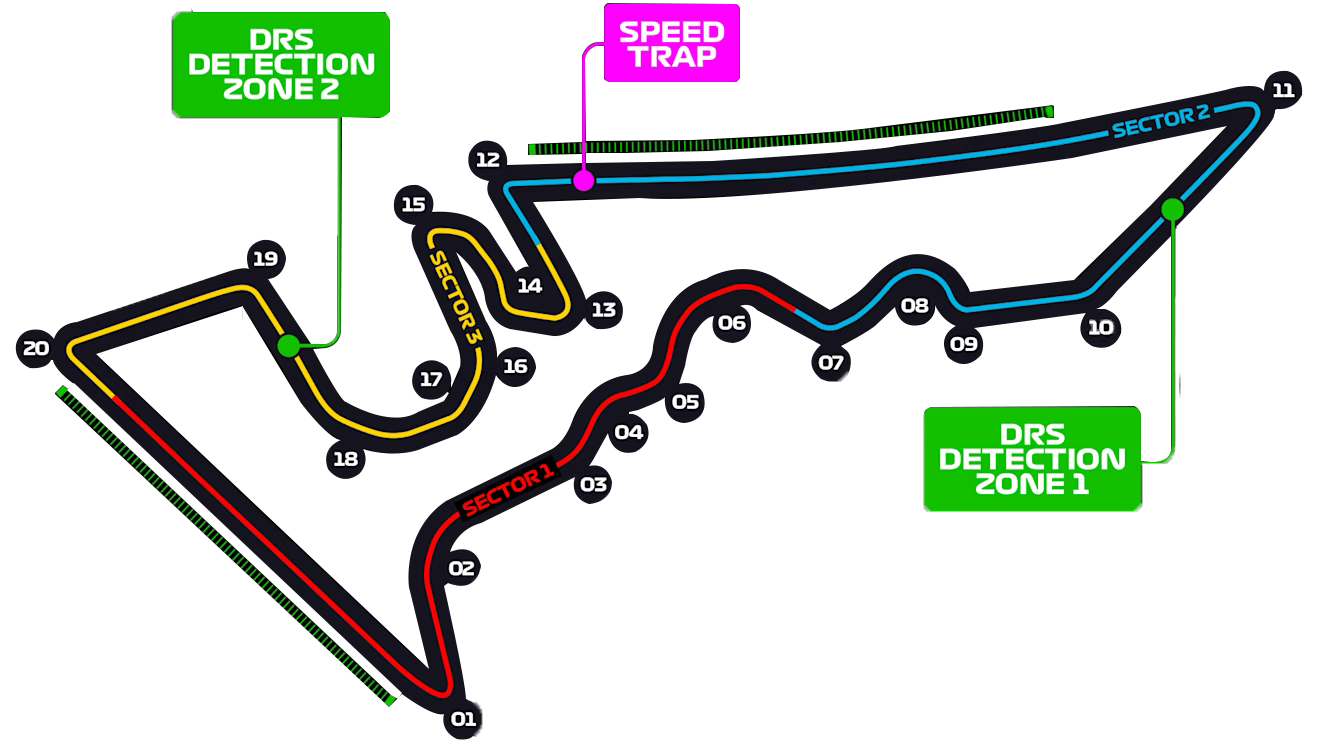 DRS
DETECTION
ZONE 2
SPEED
TRAP
11
SECTOR 2
12
15
19
SECTOR 3
14
13
08
06
10
20
09
07
16
17
05
04
18
DRS
DETECTION
ZONE 1
SECTOR 1
03
02
01